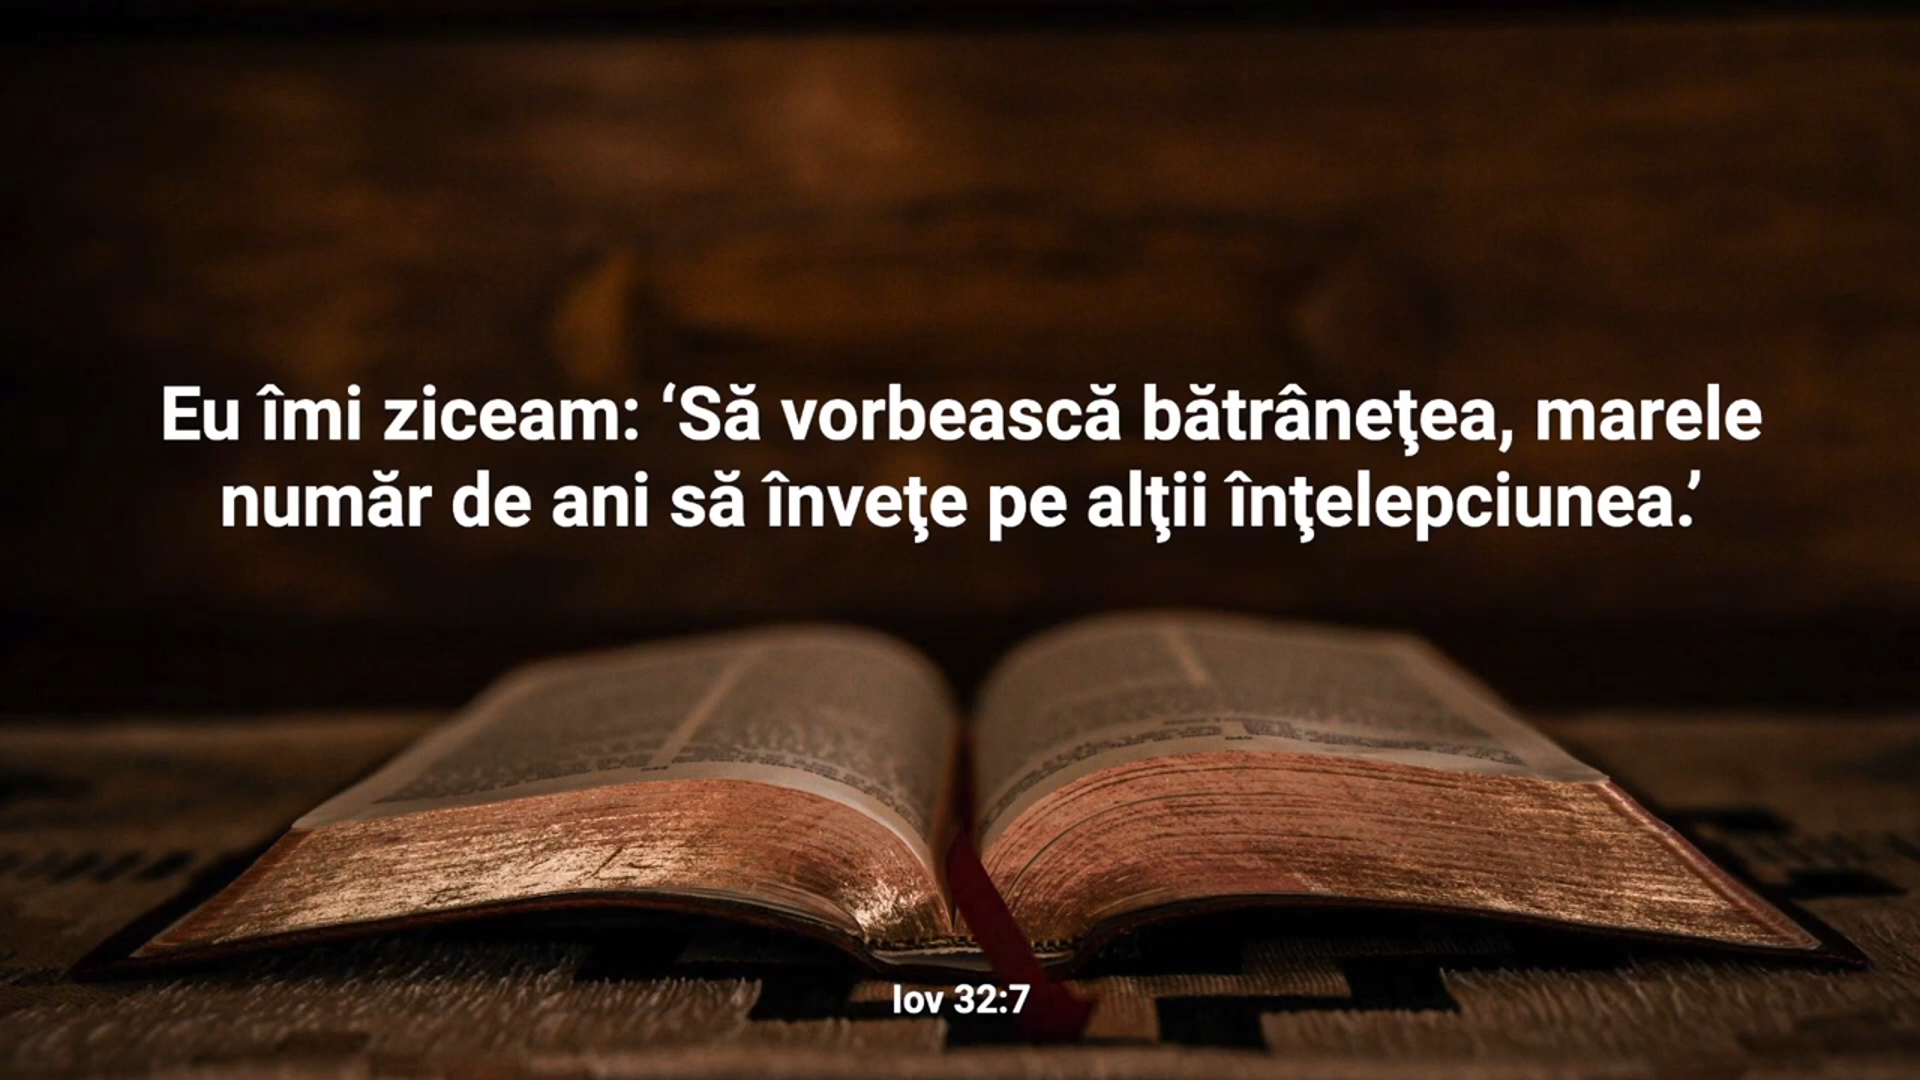 Eu îmi ziceam: ‘Să vorbească bătrâneţea, marele
număr de ani să înveţe pe alţii înţelepciunea.’
Iov 32:7